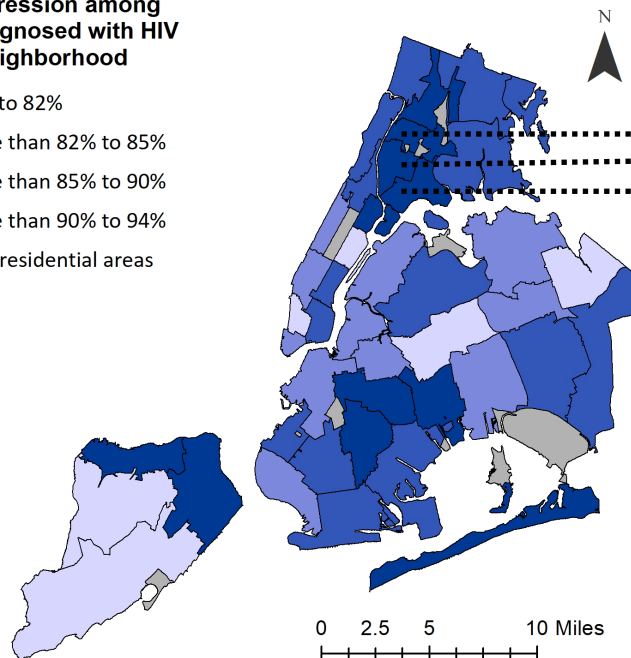 ression among
gnosed with HIV
ighborhood
to 82%
e than 82% to 85%
e than 85% to 90%
e than 90% to 94%
residential areas
N
0 2.5 5 10 Miles